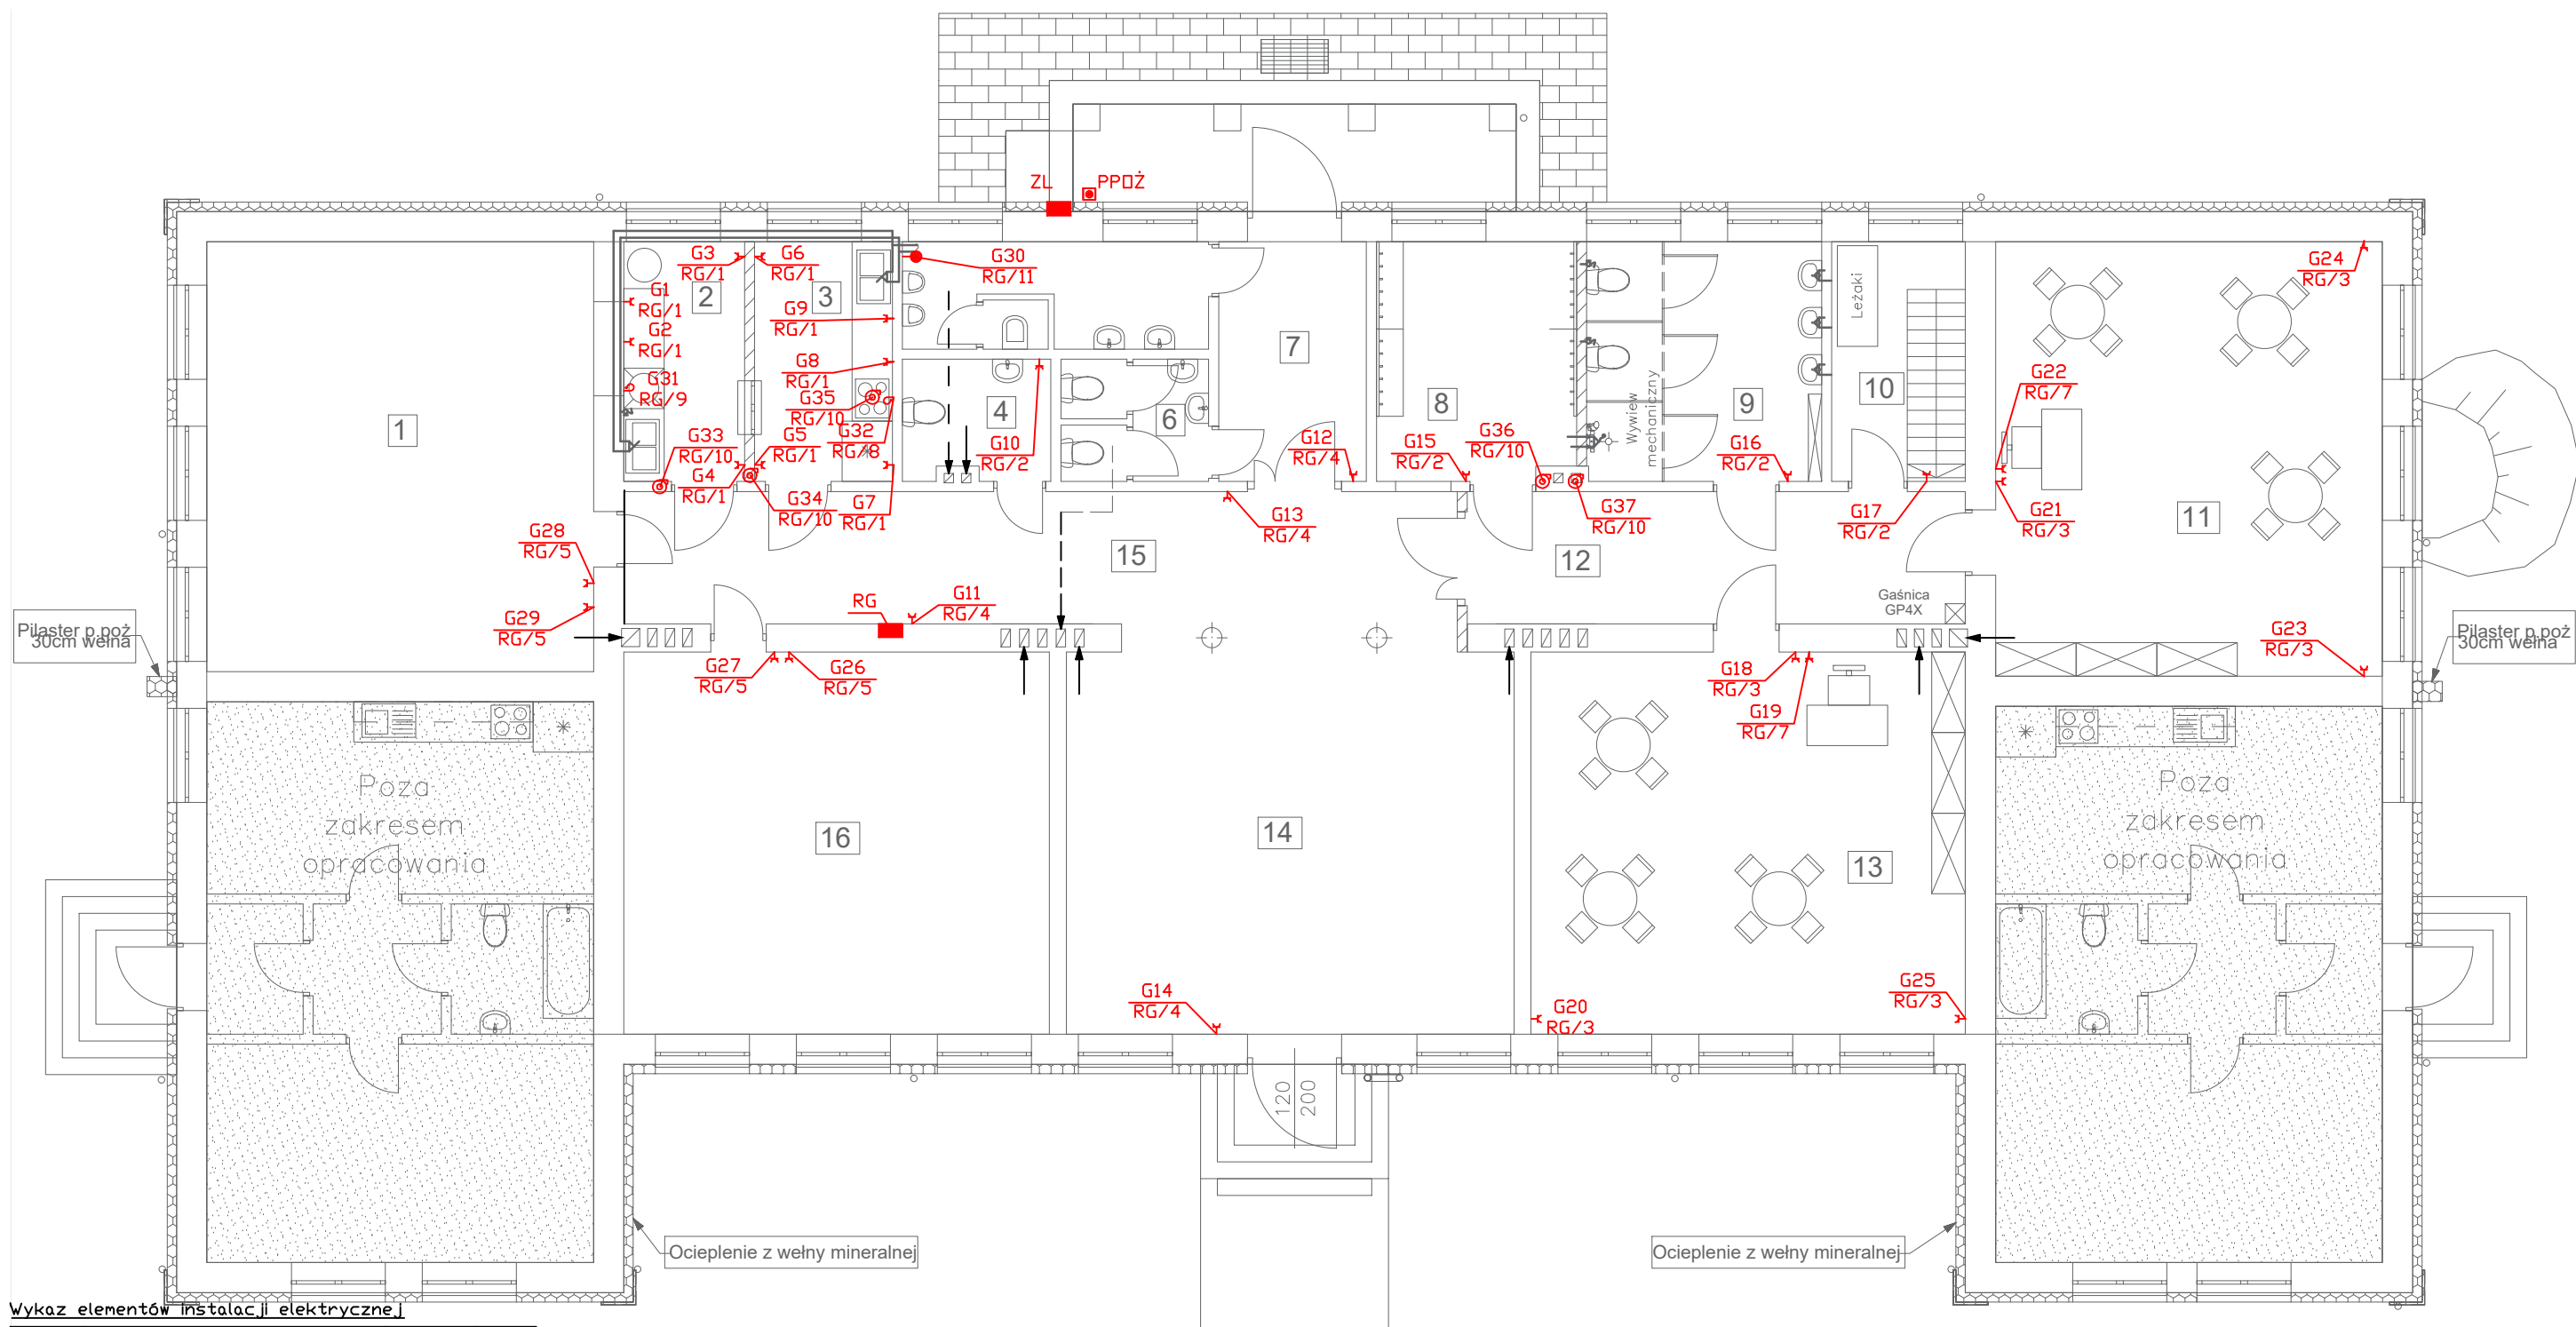 ZL
PPOŻ
G3
RG/1
G6
RG/1
G30
RG/11
G24
RG/3
G1
RG/1
2
3
G9
RG/1
Leżaki
G2
RG/1
7
G8
RG/1
G22
RG/7
G31
RG/9
G35
RG/10
10
1
4
6
8
9
Wywiew
mechaniczny
G33
RG/10
G5
RG/1
G32
RG/8
G10
RG/2
G12
RG/4
G15
RG/2
G36
RG/10
G16
RG/2
G4
RG/1
G34
RG/10
G7
RG/1
G13
RG/4
G37
RG/10
G17
RG/2
G21
RG/3
11
G28
RG/5
15
12
G11
RG/4
RG
Gaśnica
GP4X
G29
RG/5
Pilaster p.poż
30cm wełna
Pilaster p.poż
30cm wełna
G23
RG/3
G27
RG/5
G26
RG/5
G18
RG/3
G19
RG/7
Poza
zakresem
opracowania
Poza
zakresem
opracowania
16
14
13
G14
RG/4
G20
RG/3
G25
RG/3
120
200
Ocieplenie z wełny mineralnej
Ocieplenie z wełny mineralnej
Wykaz elementów instalacji elektrycznej